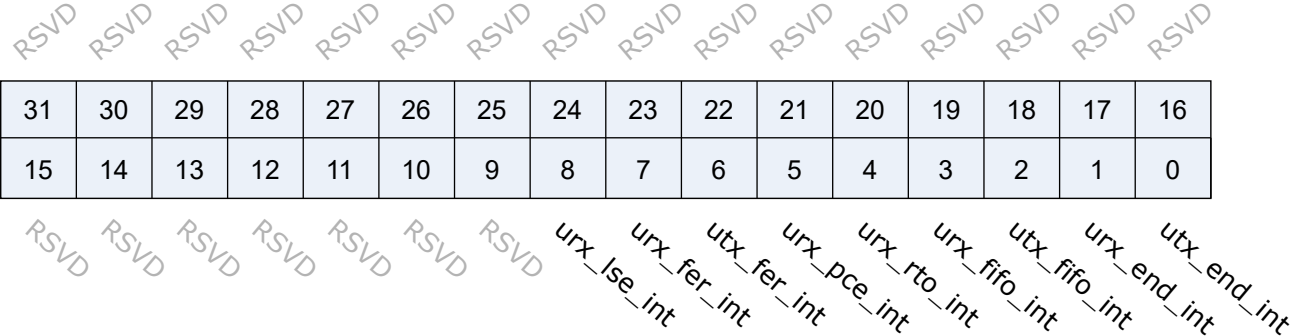 RSVD RSVD RSVD RSVD RSVD RSVD RSVD RSVD RSVD RSVD RSVD RSVD RSVD RSVD RSVD RSVD
31 30 29 28 27 26 25 24 23 22 21 20 19 18 17 16
15 14 13 12 11 10 9 8 7 6 5 4 3 2 1 0
RSVD RSVD RSVD RSVD RSVD RSVD RSVD urx_lse_int urx_fer_int utx_fer_int urx_pce_int urx_rto_int urx_fifo_int utx_fifo_int urx_end_int utx_end_int